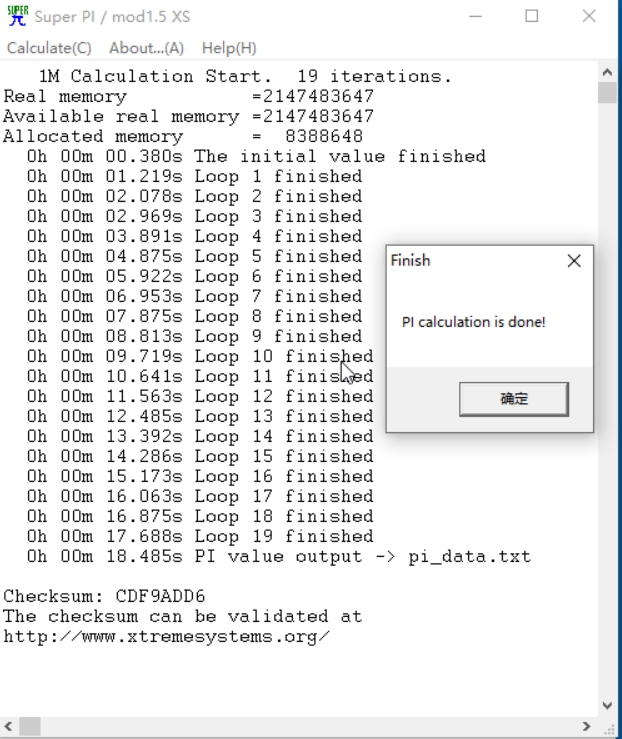 SUPER π Super PI / mod1.5 XS
Calculate(C) About...(A) Help(H)
1M Calculation Start. 19 iterations.
Real memory =2147483647
Available real memory =2147483647
Allocated memory = 8388648
0h 00m 00.380s The initial value finished
0h 00m 01.219s Loop 1 finished
0h 00m 02.078s Loop 2 finished
0h 00m 02.969s Loop 3 finished
0h 00m 03.891s Loop 4 finished
0h 00m 04.875s Loop 5 finished
0h 00m 05.922s Loop 6 finished
0h 00m 06.953s Loop 7 finished
0h 00m 07.875s Loop 8 finished
0h 00m 08.813s Loop 9 finished
0h 00m 09.719s Loop 10 finished
0h 00m 10.641s Loop 11 finished
0h 00m 11.563s Loop 12 finished
0h 00m 12.485s Loop 13 finished
0h 00m 13.392s Loop 14 finished
0h 00m 14.286s Loop 15 finished
0h 00m 15.173s Loop 16 finished
0h 00m 16.063s Loop 17 finished
0h 00m 16.875s Loop 18 finished
0h 00m 17.688s Loop 19 finished
0h 00m 18.485s PI value output -> pi_data.txt
Checksum: CDF9ADD6
The checksum can be validated at
http://www.xtremesystems.org/
Finish
PI calculation is done!
确定